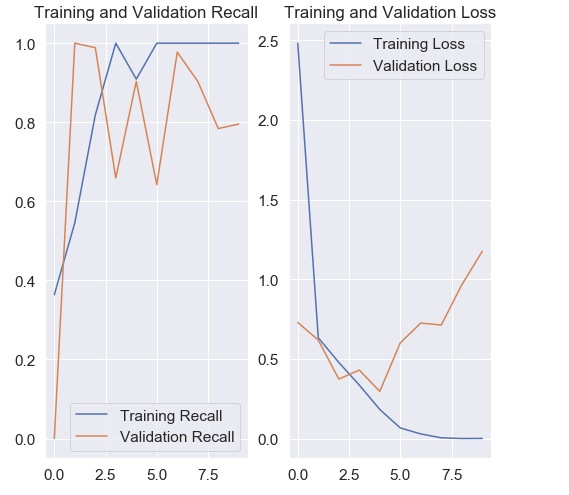 Training and Validation Recall
1.0
0.8
0.6
0.4
0.2
0.0
Training Recall
Validation Recall
0.0 2.5 5.0 7.5
Training and Validation Loss
2.5
2.0
1.5
1.0
0.5
0.0
Training Loss
Validation Loss
0.0 2.5 5.0 7.5